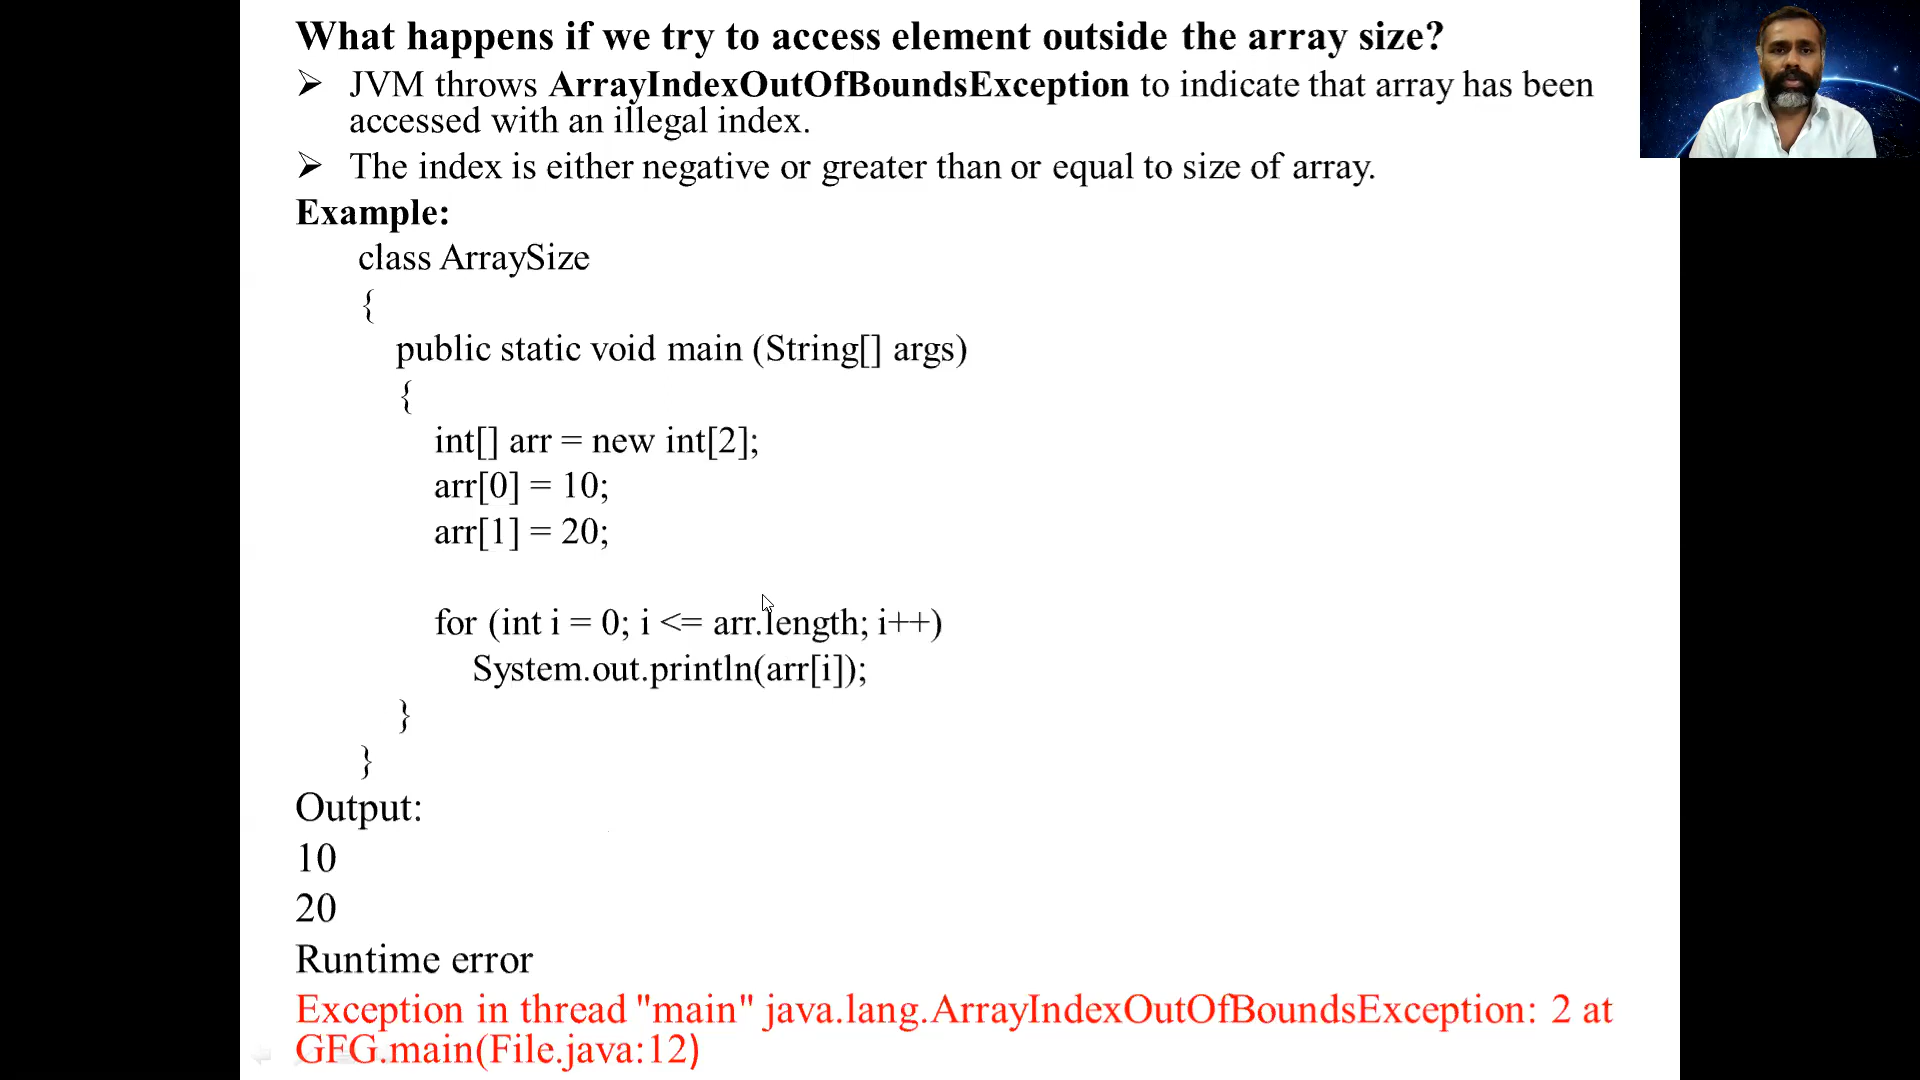 What happens if we try to access element outside the array size?
➢ JVM throws ArrayIndexOutOfBoundsException to indicate that array has been
accessed with an illegal index.
➢ The index is either negative or greater than or equal to size of array.
Example:
class ArraySize
{
public static void main (String[] args)
{
int[] arr = new int[2];
arr[0] = 10;
arr[1] = 20;
for (int i = 0; i <= arr.length; i++)
System.out.println(arr[i]);
}
}
Output:
10
20
Runtime error
Exception in thread "main" java.lang.ArrayIndexOutOfBoundsException: 2 at
GFG.main(File.java:12)